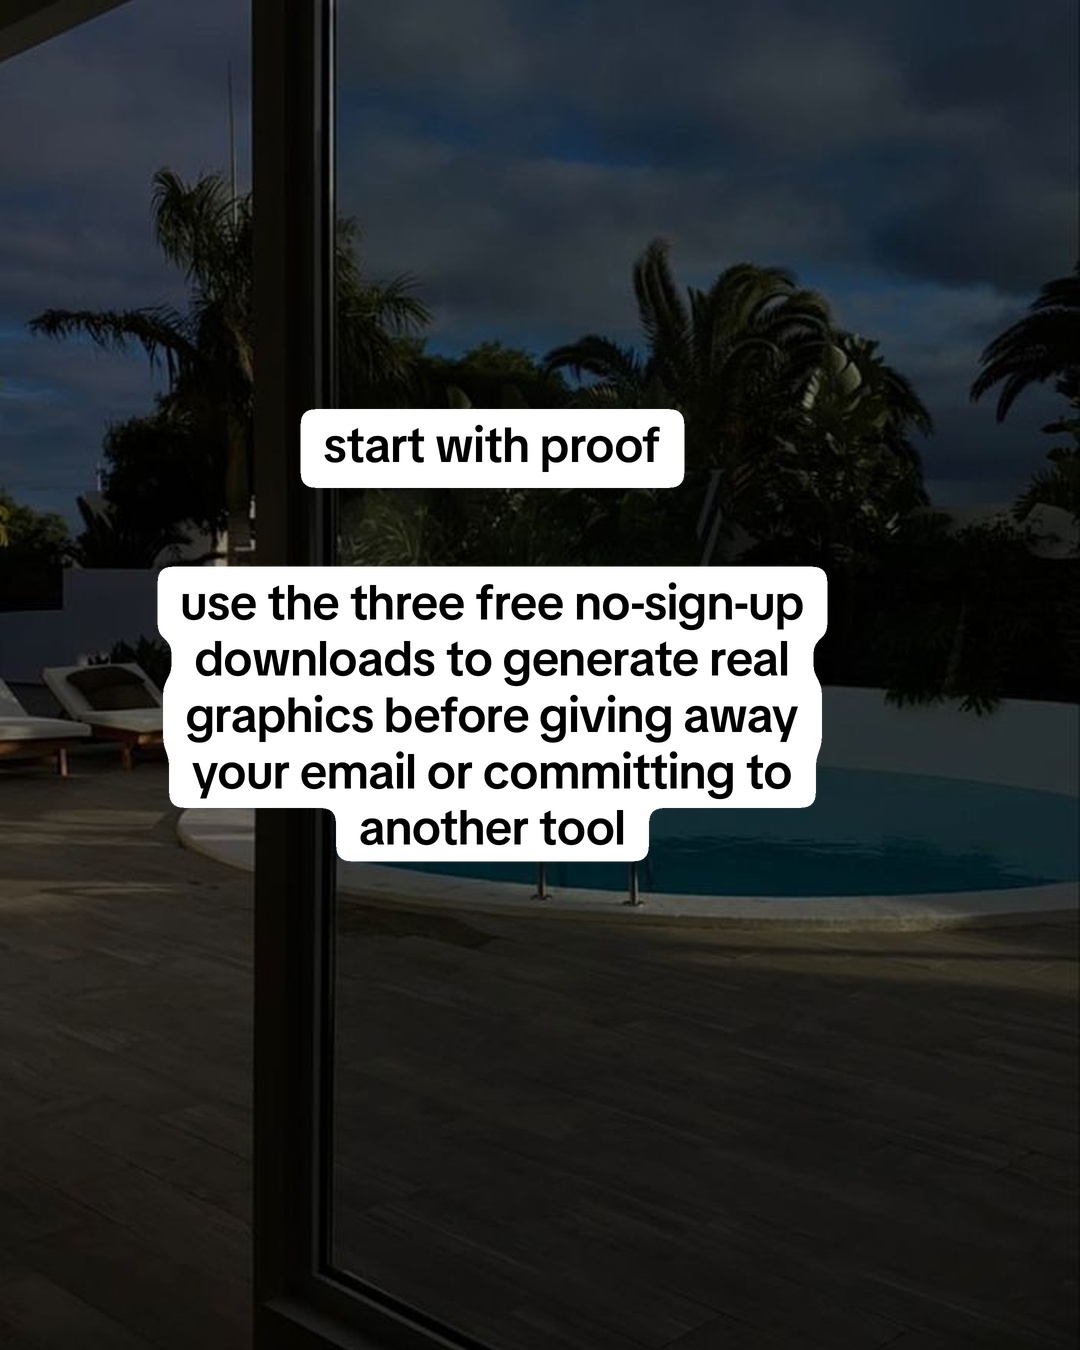 start with proof
use the three free no-sign-up
downloads to generate real
graphics before giving away
your email or committing to
another tool